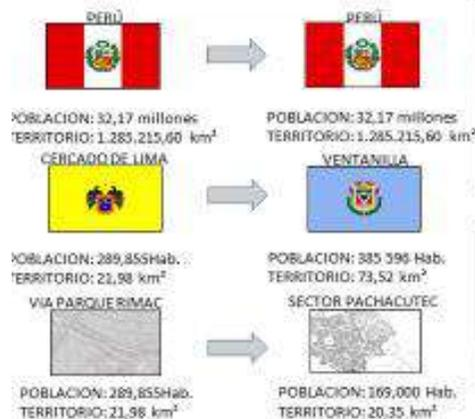 PERÚ
PERÚ
POBLACION: 32,17 millones
TERRITORIO: 1.285.215,60 km²
POBLACION: 32,17 millones
TERRITORIO: 1.285.215,60 km²
CERCADO DE LIMA
VENTANILLA
POBLACION: 289,855Hab.
TERRITORIO: 21,98 km²
POBLACION: 385 596 Hab.
TERRITORIO: 73,52 km²
VIA PARQUE RIMAC
SECTOR PACHACUTEC
POBLACION: 289,855Hab.
TERRITORIO: 21,98 km²
POBLACION: 169,000 Hab.
TERRITORIO: 20,35 km²